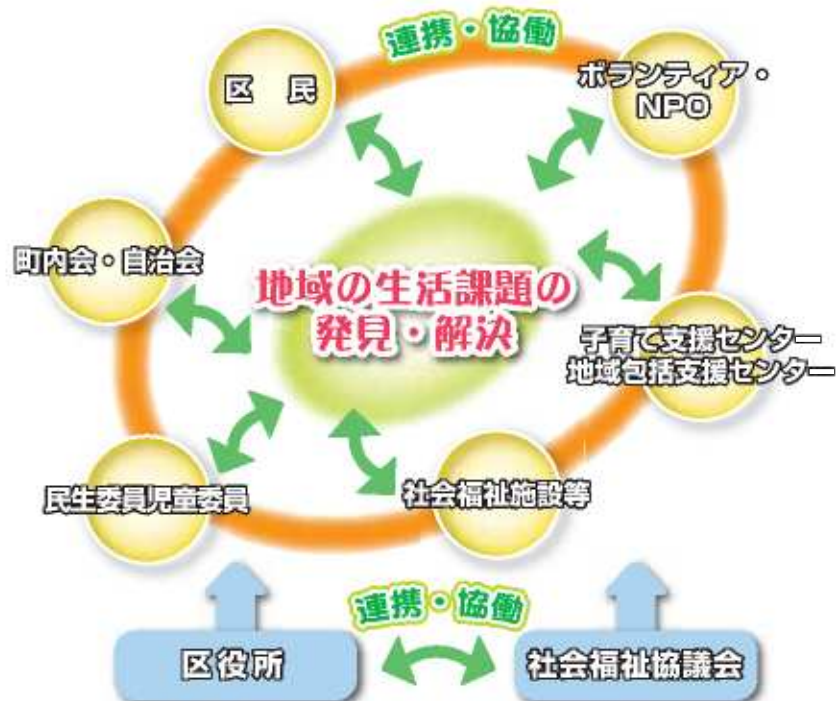 連携・協働
区 民
ボランティア・
NPO
町内会・自治会
地域の生活課題の
発見・解決
子育て支援センター
地域包括支援センター
民生委員児童委員
社会福祉施設等
連携・協働
区役所
社会福祉協議会